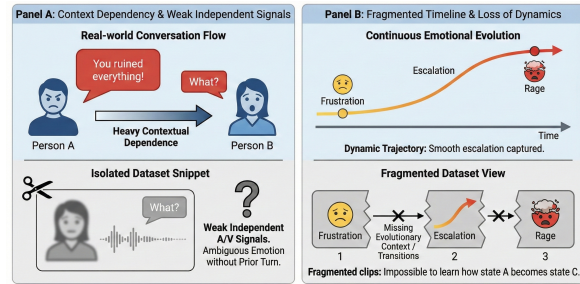 Panel A: Context Dependency & Weak Independent Signals
Real-world Conversation Flow
You ruined
everything!
What?
Person A
Heavy Contextual
Dependence
Person B
Isolated Dataset Snippet
What?
?
Weak Independent
A/V Signals.
Ambiguous Emotion
without Prior Turn.
Panel B: Fragmented Timeline & Loss of Dynamics
Continuous Emotional Evolution
Frustration
Escalation
Rage
Time
Dynamic Trajectory: Smooth escalation captured.
Fragmented Dataset View
Frustration
Missing
Evolutionary
Context /
Transitions
Escalation
Rage
1
2
3
Fragmented clips: Impossible to learn how state A becomes state C.